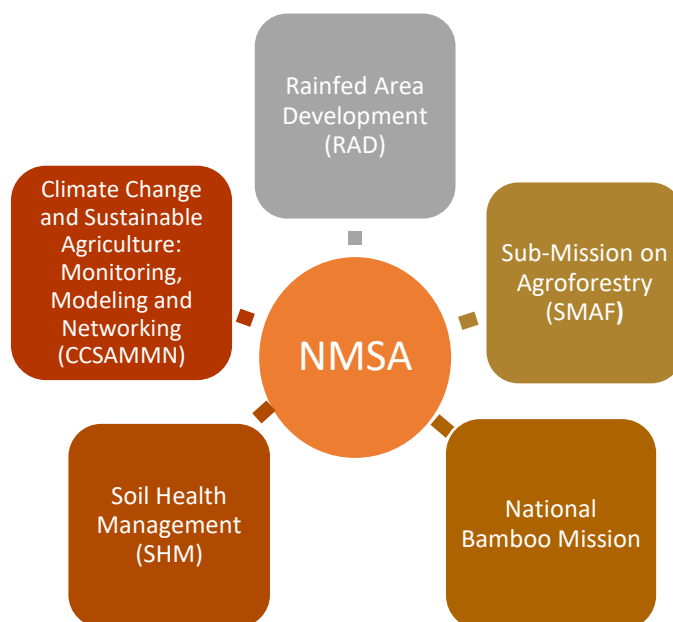 Rainfed Area
Development
(RAD)
Climate Change
and Sustainable
Agriculture:
Monitoring,
Modeling and
Networking
(CCSAMMN)
Sub-Mission on
Agroforestry
(SMAF)
NMSA
Soil Health
Management
(SHM)
National
Bamboo Mission